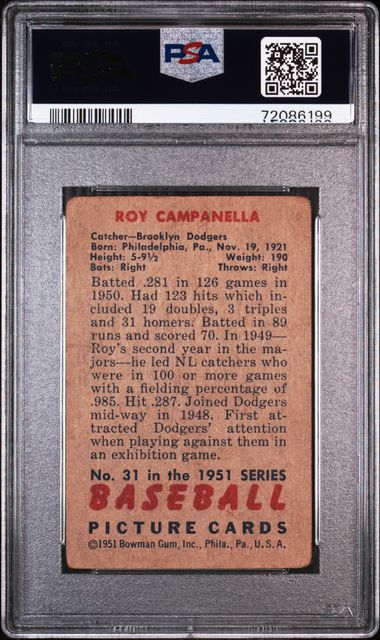 PSA
72086199
ROY CAMPANELLA
Catcher—Brooklyn Dodgers
Born: Philadelphia, Pa., Nov. 19, 1921
Height: 5-9½ Weight: 190
Bats: Right Throws: Right
Batted .281 in 126 games in
1950. Had 123 hits which in-
cluded 19 doubles, 3 triples
and 31 homers. Batted in 89
runs and scored 70. In 1949—
Roy's second year in the ma-
jors—he led NL catchers who
were in 100 or more games
with a fielding percentage of
.985. Hit .287. Joined Dodgers
mid-way in 1948. First at-
tracted Dodgers' attention
when playing against them in
an exhibition game.
No. 31 in the 1951 SERIES
BASEBALL
PICTURE CARDS
©1951 Bowman Gum, Inc., Phila., Pa., U.S.A.